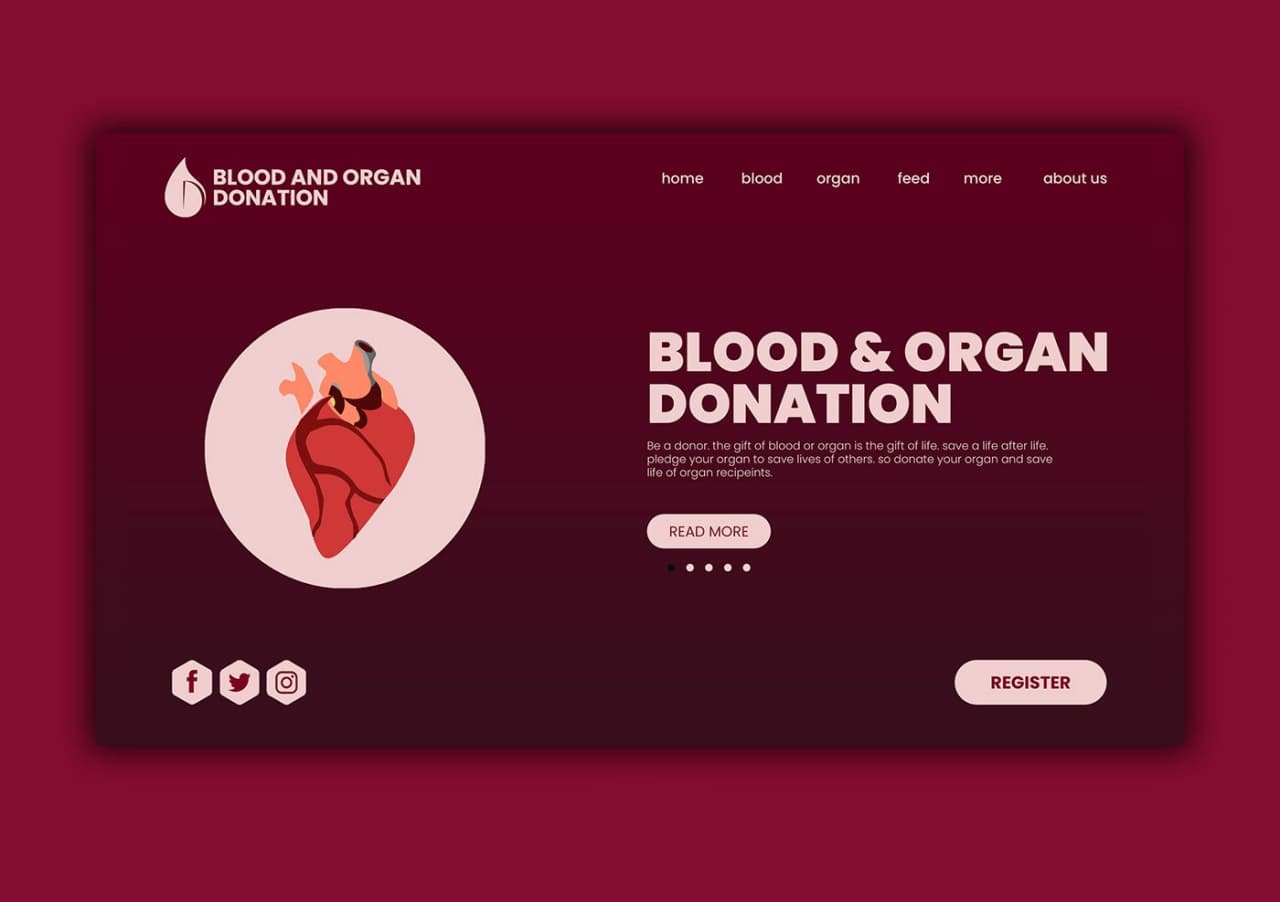 BLOOD AND ORGAN
DONATION
home blood organ feed more about us
BLOOD & ORGAN
DONATION
Be a donor. the gift of blood or organ is the gift of life. save a life after life.
pledge your organ to save lives of others. so donate your organ and save
life of organ recipeints.
READ MORE
REGISTER